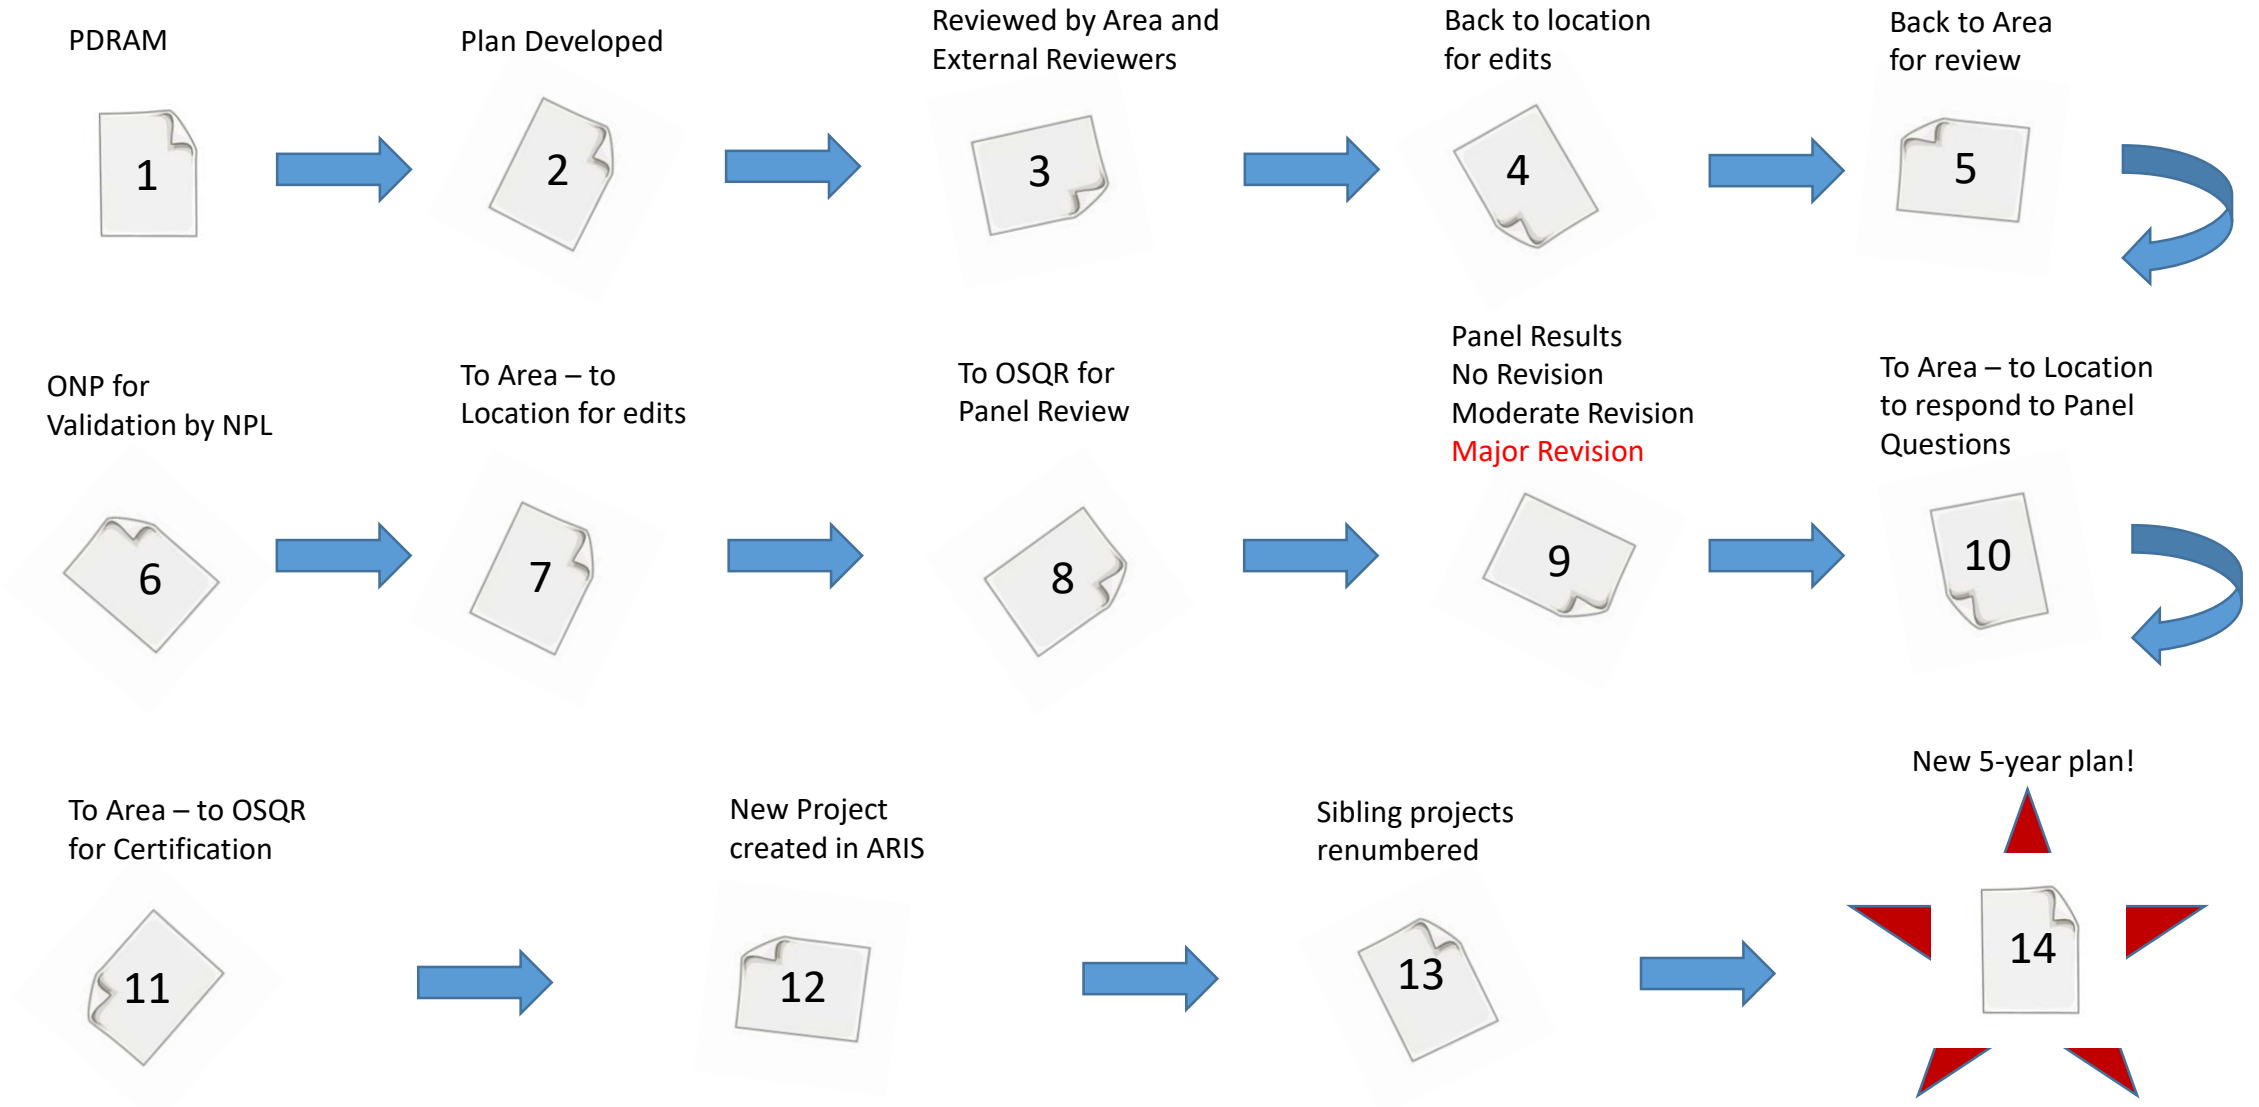 PDRAM
1
Plan Developed
2
Reviewed by Area and
External Reviewers
3
Back to location
for edits
4
Back to Area
for review
5
ONP for
Validation by NPL
6
To Area – to
Location for edits
7
To OSQR for
Panel Review
8
Panel Results
No Revision
Moderate Revision
Major Revision
9
To Area – to Location
to respond to Panel
Questions
10
To Area – to OSQR
for Certification
11
New Project
created in ARIS
12
Sibling projects
renumbered
13
New 5-year plan!
14